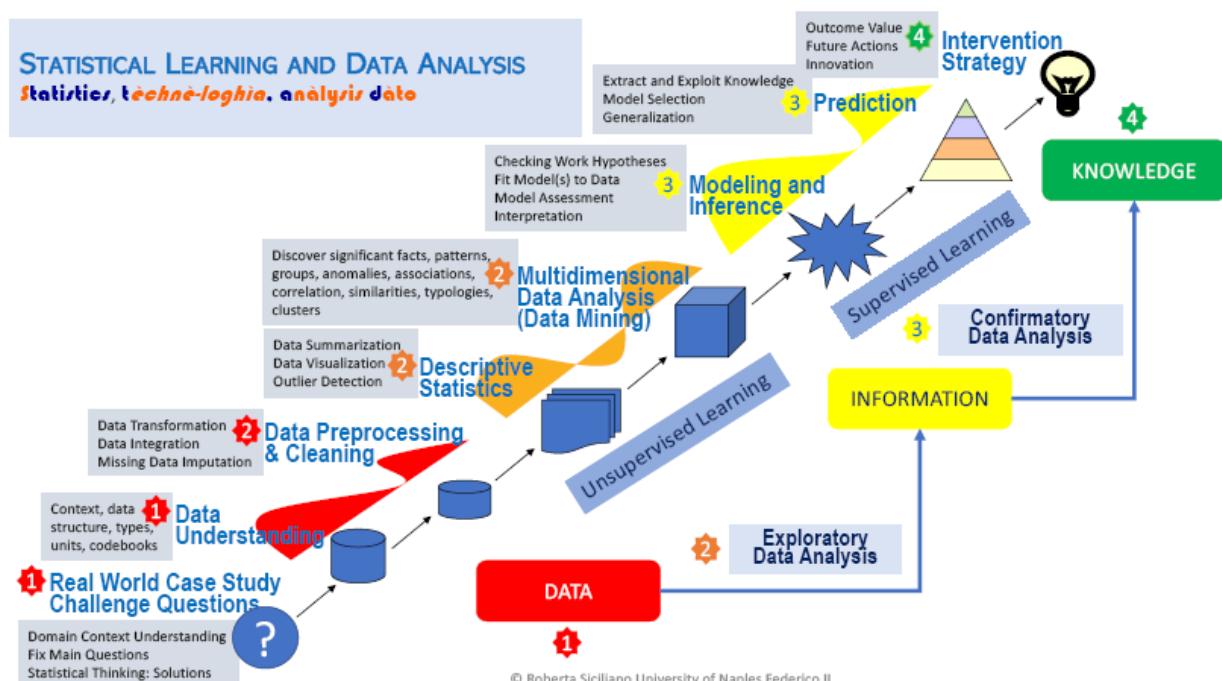 STATISTICAL LEARNING AND DATA ANALYSIS
Statistics, tèchnè-loghìa, anàlysis dàto
Outcome Value
Future Actions
Innovation
4
Intervention
Strategy
Extract and Exploit Knowledge
Model Selection
Generalization
3
Prediction
4
KNOWLEDGE
Checking Work Hypotheses
Fit Model(s) to Data
Model Assessment
Interpretation
3
Modeling and
Inference
Supervised Learning
Discover significant facts, patterns,
groups, anomalies, associations,
correlation, similarities, typologies,
clusters
2
Multidimensional
Data Analysis
(Data Mining)
3
Confirmatory
Data Analysis
Data Summarization
Data Visualization
Outlier Detection
2
Descriptive
Statistics
Unsupervised Learning
INFORMATION
Data Transformation
Data Integration
Missing Data Imputation
2
Data Preprocessing
& Cleaning
Context, data
structure, types,
units, codebooks
1
Data
Understanding
2
Exploratory
Data Analysis
1
Real World Case Study
Challenge Questions
?
DATA
1
Domain Context Understanding
Fix Main Questions
Statistical Thinking: Solutions
© Roberta Siciliano University of Naples Federico II